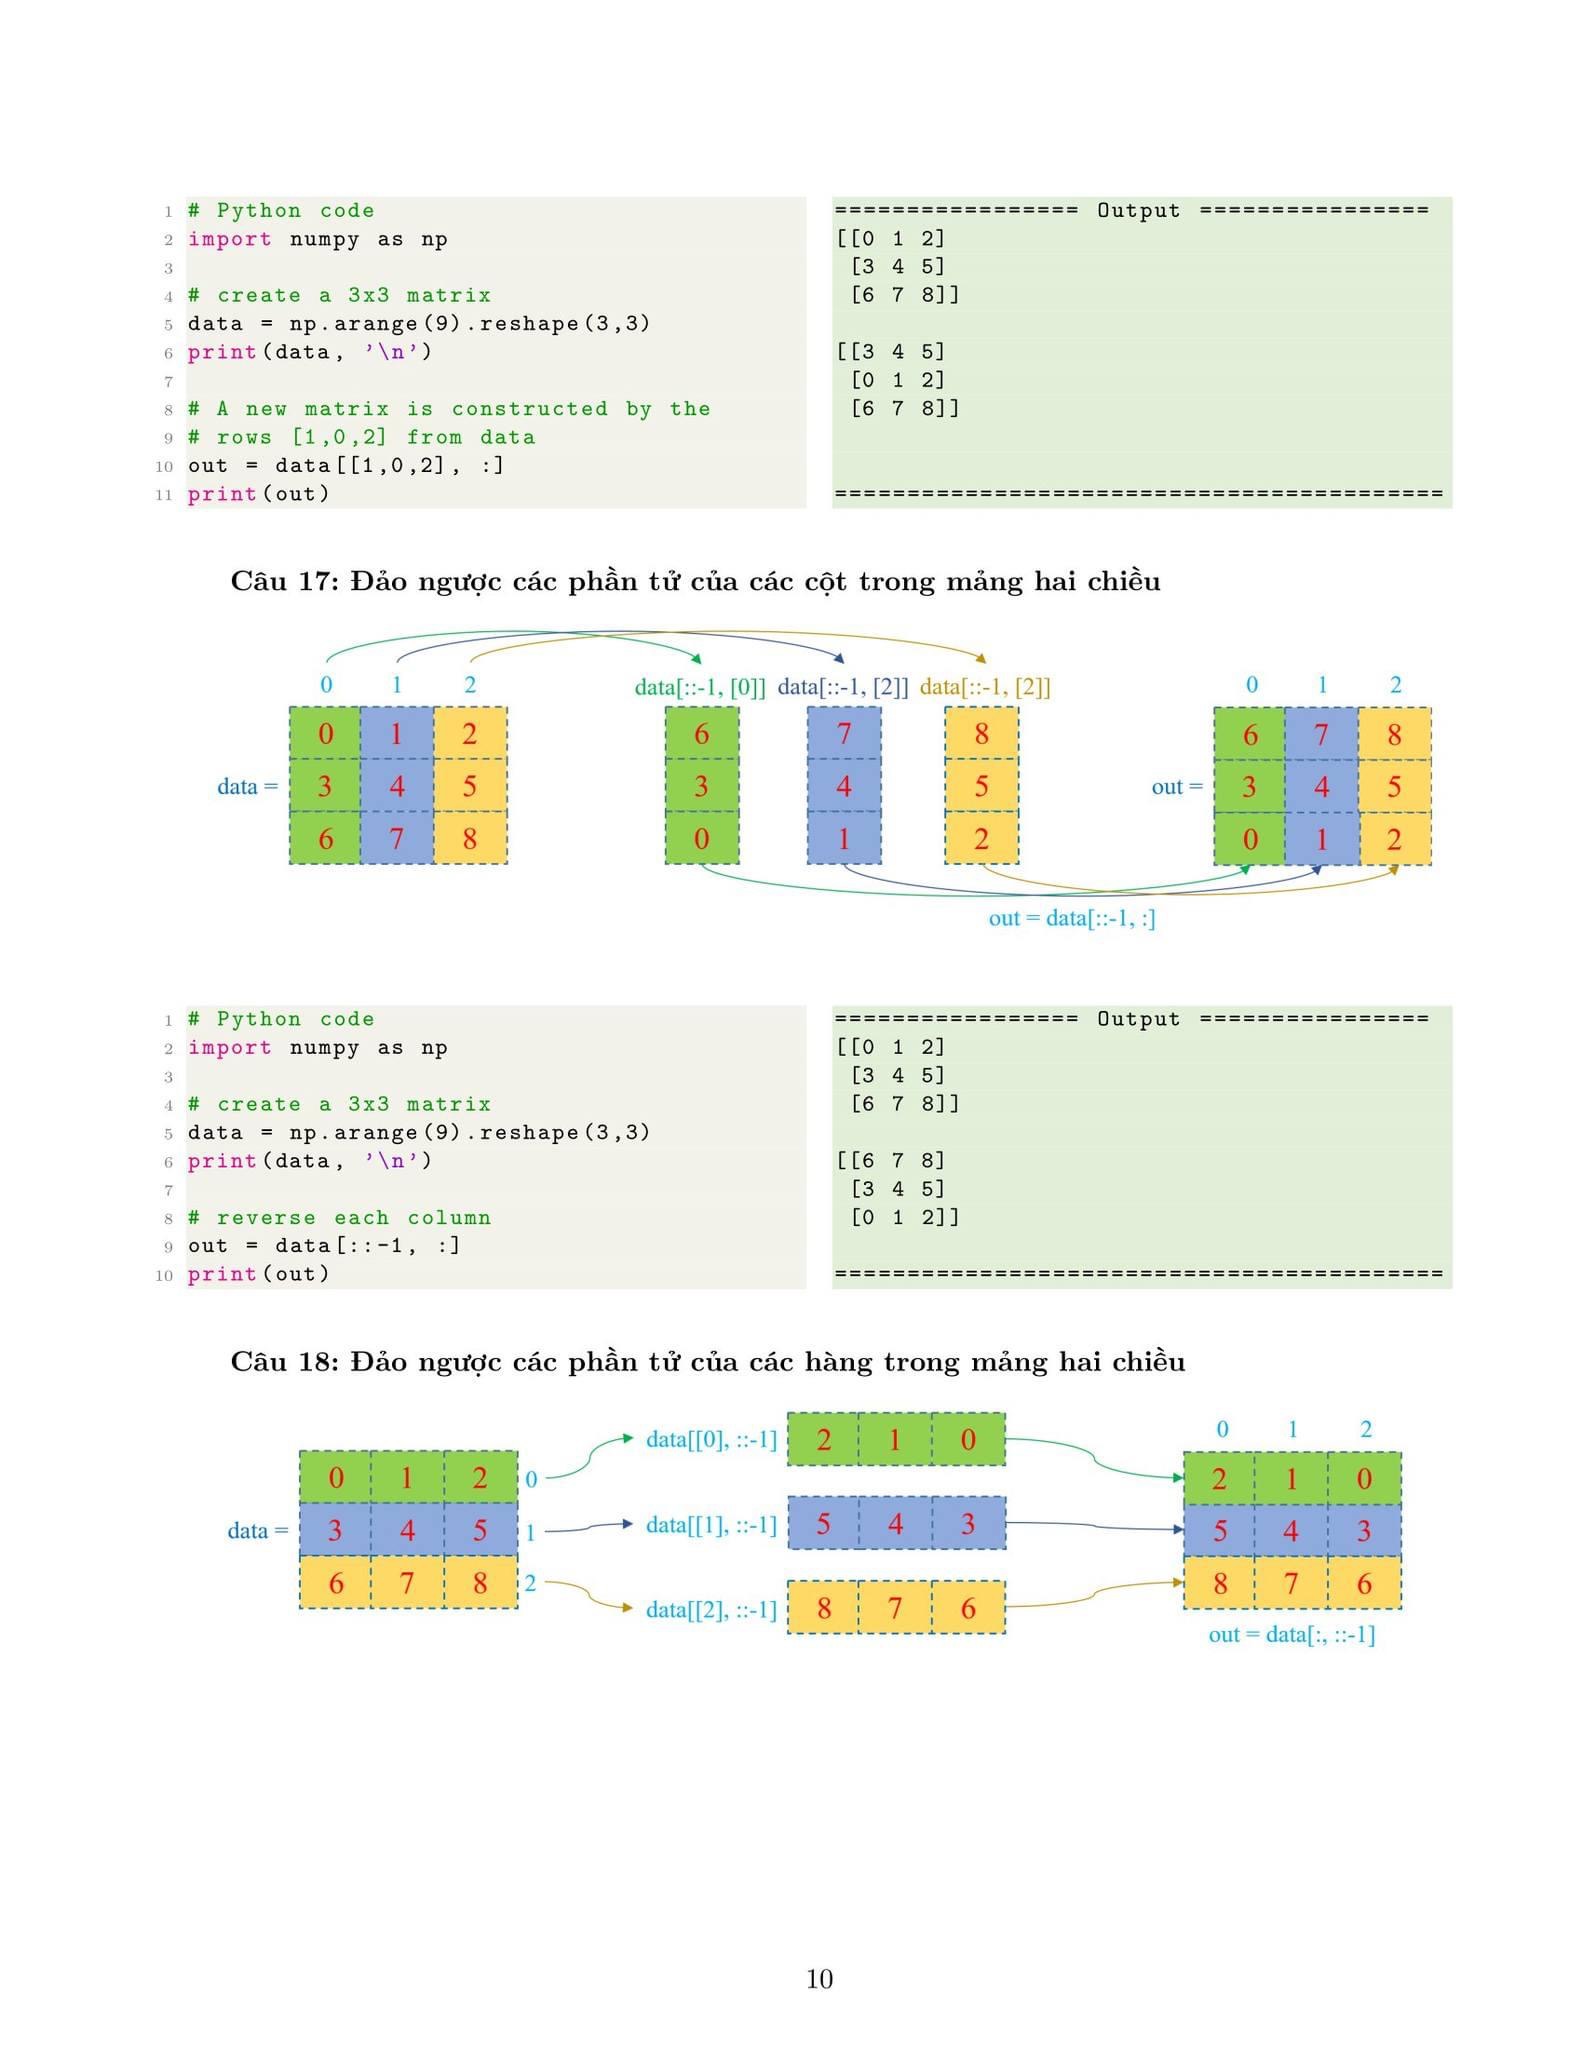 1 # Python code
2 import numpy as np
3
4 # create a 3x3 matrix
5 data = np.arange(9).reshape(3,3)
6 print(data, '\n')
7
8 # A new matrix is constructed by the
9 # rows [1,0,2] from data
10 out = data[[1,0,2], :]
11 print(out)
================= Output ================
[[0 1 2]
[3 4 5]
[6 7 8]]
[[3 4 5]
[0 1 2]
[6 7 8]]
==========================================
Câu 17: Đảo ngược các phần tử của các cột trong mảng hai chiều
0 1 2
data[::-1, [0]] data[::-1, [2]] data[::-1, [2]]
0 1 2
0 1 2
6 7 8
6 7 8
data =
3 4 5
3 4 5
out =
3 4 5
6 7 8
0 1 2
0 1 2
out = data[::-1, :]
1 # Python code
2 import numpy as np
3
4 # create a 3x3 matrix
5 data = np.arange(9).reshape(3,3)
6 print(data, '\n')
7
8 # reverse each column
9 out = data[::-1, :]
10 print(out)
================= Output ================
[[0 1 2]
[3 4 5]
[6 7 8]]
[[6 7 8]
[3 4 5]
[0 1 2]]
==========================================
Câu 18: Đảo ngược các phần tử của các hàng trong mảng hai chiều
data =
0 1 2 0
3 4 5 1
6 7 8 2
data[[0], ::-1] 2 1 0
data[[1], ::-1] 5 4 3
data[[2], ::-1] 8 7 6
0 1 2
2 1 0
5 4 3
8 7 6
out = data[:, ::-1]
10